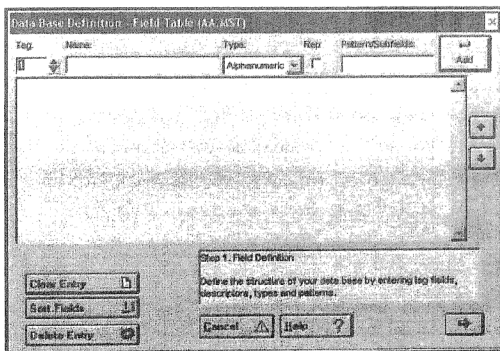 Data Base Definition - Field Table (AA.MST)
Tag: Name: Type: Rep Pattern/Subfields:
1 Alphanumeric Add
Step 1. Field Definition
Define the structure of your data base by entering tag fields,
descriptors, types and patterns.
Clear Entry
Sort Fields
Delete Entry
Cancel Help ?